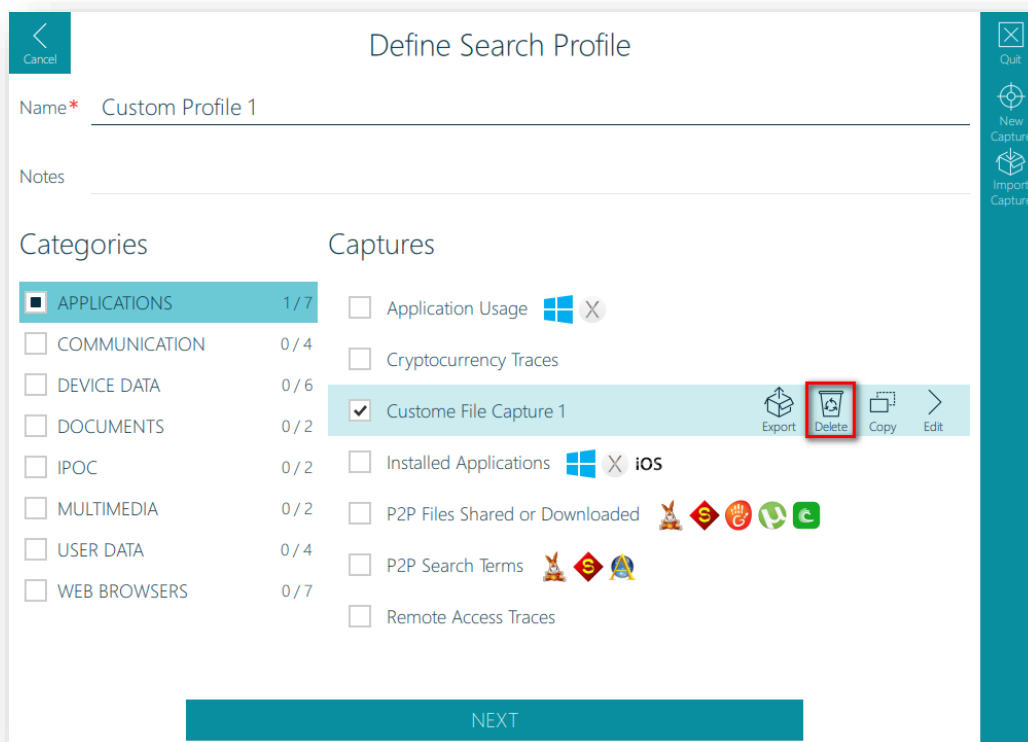 Cancel
Define Search Profile
Quit
Name* Custom Profile 1
New
Capture
Notes
Import
Capture
Categories
Captures
APPLICATIONS 1 / 7
COMMUNICATION 0 / 4
DEVICE DATA 0 / 6
DOCUMENTS 0 / 2
IPOC 0 / 2
MULTIMEDIA 0 / 2
USER DATA 0 / 4
WEB BROWSERS 0 / 7
Application Usage X
Cryptocurrency Traces
Custome File Capture 1 Export Delete Copy Edit
Installed Applications X iOS
P2P Files Shared or Downloaded
P2P Search Terms
Remote Access Traces
NEXT